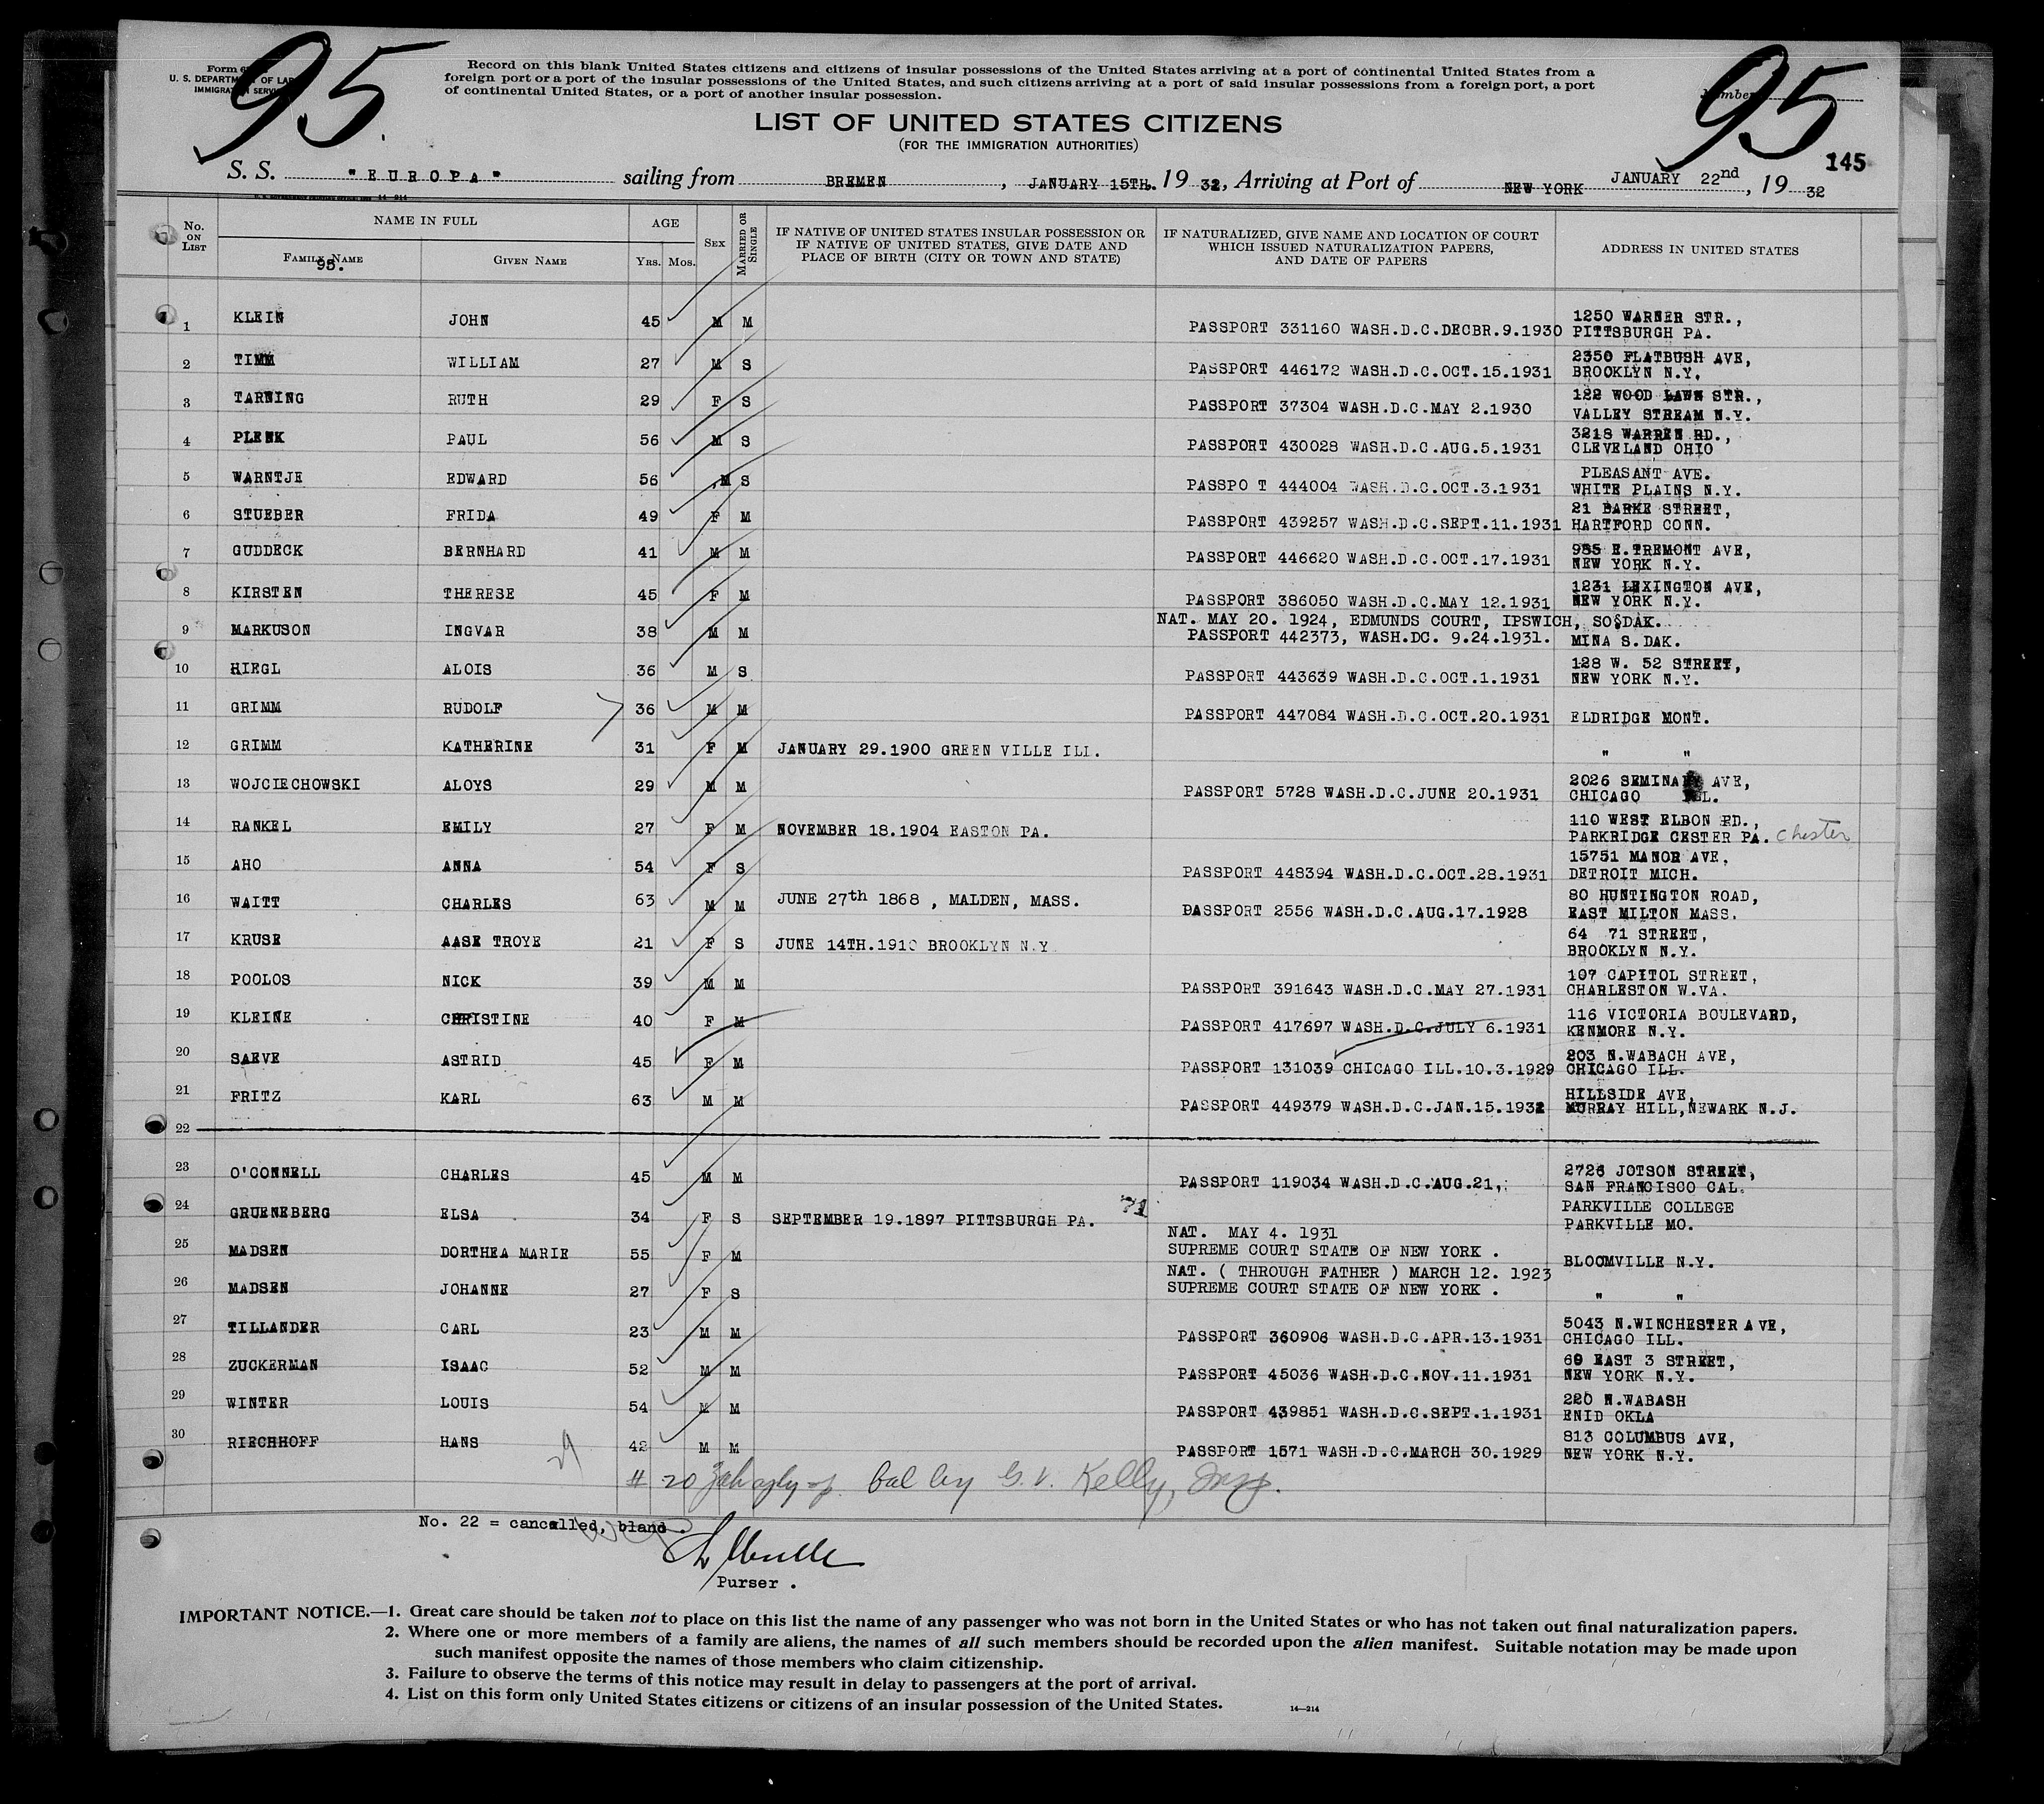 95 95
Form 6
U. S. DEPARTMENT OF LAB
IMMIGRATION SERVICE
Record on this blank United States citizens and citizens of insular possessions of the United States arriving at a port of continental United States from a
foreign port or a port of the insular possessions of the United States, and such citizens arriving at a port of said insular possessions from a foreign port, a port
of continental United States, or a port of another insular possession.
Number
LIST OF UNITED STATES CITIZENS
(FOR THE IMMIGRATION AUTHORITIES)
145
S. S. "EUROPA" sailing from BREMEN, JANUARY 15TH. 1932, Arriving at Port of NEW YORK JANUARY 22nd, 1932
14—214
No. ON LIST
NAME IN FULL
FAMILY NAME
95.
GIVEN NAME
AGE
YRS. MOS.
SEX
MARRIED OR SINGLE
IF NATIVE OF UNITED STATES INSULAR POSSESSION OR
IF NATIVE OF UNITED STATES, GIVE DATE AND
PLACE OF BIRTH (CITY OR TOWN AND STATE)
IF NATURALIZED, GIVE NAME AND LOCATION OF COURT
WHICH ISSUED NATURALIZATION PAPERS,
AND DATE OF PAPERS
ADDRESS IN UNITED STATES
1 KLEIN JOHN 45 M M PASSPORT 331160 WASH.D.C.DECBR.9.1930 1250 WARNER STR.,
PITTSBURGH PA.
2 TIMM WILLIAM 27 M S PASSPORT 446172 WASH.D.C.OCT.15.1931 2350 FLATBUSH AVE,
BROOKLYN N.Y.
3 TARNING RUTH 29 F S PASSPORT 37304 WASH.D.C.MAY 2.1930 122 WOOD LAWN STR.,
VALLEY STREAM N.Y.
4 PLENK PAUL 56 M S PASSPORT 430028 WASH.D.C.AUG.5.1931 3218 WARREN RD.,
CLEVELAND OHIO
5 WARNTJE EDWARD 56 M S PASSPO T 444004 WASH.D.C.OCT.3.1931 PLEASANT AVE.
WHITE PLAINS N.Y.
6 STUEBER FRIDA 49 F M PASSPORT 439257 WASH.D.C.SEPT.11.1931 21 BARKE STREET,
HARTFORD CONN.
7 GUDDECK BERNHARD 41 M M PASSPORT 446620 WASH.D.C.OCT.17.1931 985 E.TREMONT AVE,
NEW YORK N.Y.
8 KIRSTEN THERESE 45 F M PASSPORT 386050 WASH.D.C.MAY 12.1931 1231 LEXINGTON AVE,
NEW YORK N.Y.
NAT. MAY 20. 1924, EDMUNDS COURT, IPSWICH, SO.DAK.
9 MARKUSON INGVAR 38 M M PASSPORT 442373, WASH.DC. 9.24.1931. MINA S.DAK.
10 HIEGL ALOIS 36 M S PASSPORT 443639 WASH.D.C.OCT.1.1931 128 W. 52 STREET,
NEW YORK N.Y.
11 GRIMM RUDOLF 36 M M PASSPORT 447084 WASH.D.C.OCT.20.1931 ELDRIDGE MONT.
12 GRIMM KATHERINE 31 F M JANUARY 29.1900 GREEN VILLE ILL. " "
13 WOJCIECHOWSKI ALOYS 29 M M PASSPORT 5728 WASH.D.C.JUNE 20.1931 2026 SEMINARY AVE,
CHICAGO ILL.
14 RANKEL EMILY 27 F M NOVEMBER 18.1904 EASTON PA. 110 WEST ELBON RD.,
PARKRIDGE CESTER PA. Chester
15 AHO ANNA 54 F S PASSPORT 448394 WASH.D.C.OCT.28.1931 15751 MANOR AVE,
DETROIT MICH.
16 WAITT CHARLES 63 M M JUNE 27th 1868 , MALDEN, MASS. PASSPORT 2556 WASH.D.C.AUG.17.1928 80 HUNTINGTON ROAD,
EAST MILTON MASS.
17 KRUSE AASE TROYE 21 F S JUNE 14TH.1910 BROOKLYN N.Y. 64 71 STREET,
BROOKLYN N.Y.
18 POOLOS NICK 39 M M PASSPORT 391643 WASH.D.C.MAY 27.1931 107 CAPITOL STREET,
CHARLESTON W.VA.
19 KLEINE CHRISTINE 40 F M PASSPORT 417697 WASH.D.C.JULY 6.1931 116 VICTORIA BOULEVARD,
KENMORE N.Y.
20 SAEVE ASTRID 45 F M PASSPORT 131039 CHICAGO ILL.10.3.1929 203 N.WABACH AVE,
CHICAGO ILL.
21 FRITZ KARL 63 M M PASSPORT 449379 WASH.D.C.JAN.15.1932 HILLSIDE AVE,
MURRAY HILL,NEWARK N.J.
22
23 O'CONNELL CHARLES 45 M M PASSPORT 119034 WASH.D.C.AUG.21, 2726 JOTSON STREET,
SAN FRANCISCO CAL.
24 GRUENEBERG ELSA 34 F S SEPTEMBER 19.1897 PITTSBURGH PA. 71 PARKVILLE COLLEGE
PARKVILLE MO.
NAT. MAY 4. 1931
25 MADSEN DORTHEA MARIE 55 F M SUPREME COURT STATE OF NEW YORK . BLOOMVILLE N.Y.
NAT. ( THROUGH FATHER ) MARCH 12. 1923
26 MADSEN JOHANNE 27 F S SUPREME COURT STATE OF NEW YORK . " "
27 TILLANDER CARL 23 M M PASSPORT 360906 WASH.D.C.APR.13.1931 5043 N.WINCHESTER AVE,
CHICAGO ILL.
28 ZUCKERMAN ISAAC 52 M M PASSPORT 45036 WASH.D.C.NOV.11.1931 60 EAST 3 STREET,
NEW YORK N.Y.
29 WINTER LOUIS 54 M M PASSPORT 439851 WASH.D.C.SEPT.1.1931 220 N.WABASH
ENID OKLA
30 RIECHHOFF HANS 42 M M PASSPORT 1571 WASH.D.C.MARCH 30.1929 813 COLUMBUS AVE,
NEW YORK N.Y.
# 20 by G. V. Kelly, Insp.
No. 22 = cancelled, bland.
Purser .
IMPORTANT NOTICE.—1. Great care should be taken not to place on this list the name of any passenger who was not born in the United States or who has not taken out final naturalization papers.
2. Where one or more members of a family are aliens, the names of all such members should be recorded upon the alien manifest. Suitable notation may be made upon
such manifest opposite the names of those members who claim citizenship.
3. Failure to observe the terms of this notice may result in delay to passengers at the port of arrival.
4. List on this form only United States citizens or citizens of an insular possession of the United States.
14—214